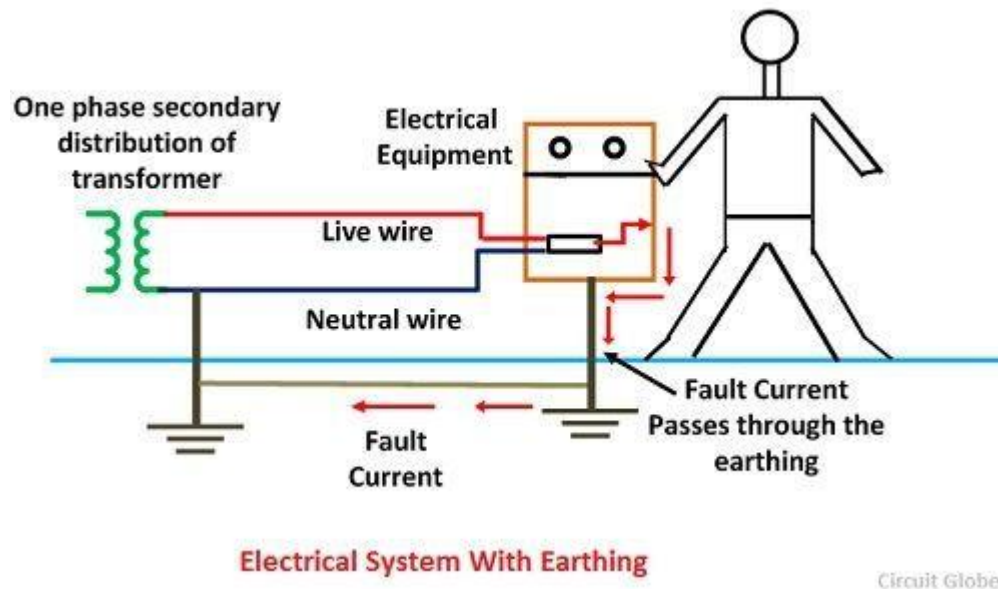 One phase secondary
distribution of
transformer
Electrical
Equipment
Live wire
Neutral wire
Fault Current
Passes through the
earthing
Fault
Current
Electrical System With Earthing
Circuit Globe